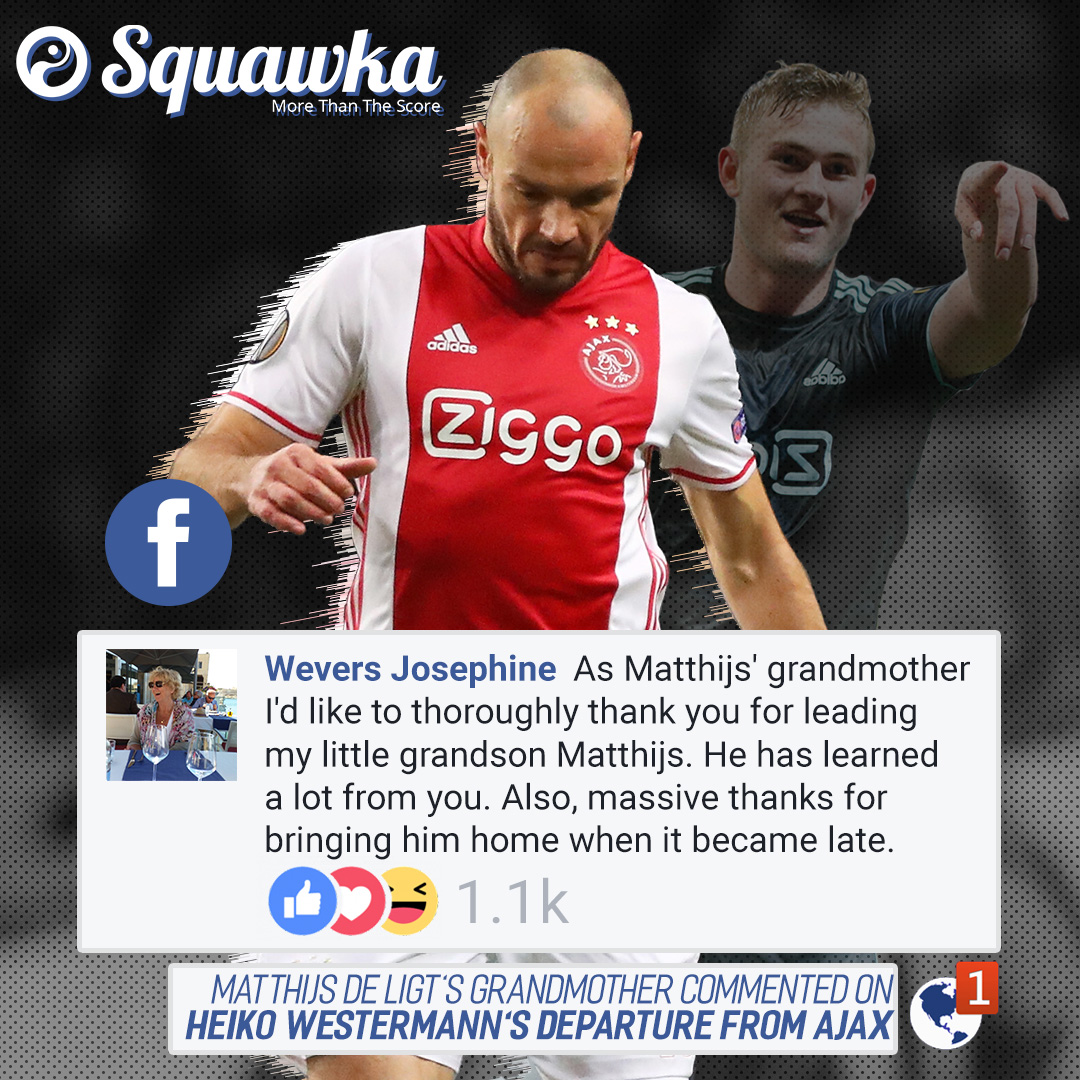 Squawka
More Than The Score
adidas
AJAX
ZIGGO
adidas
Wevers Josephine As Matthijs' grandmother
I'd like to thoroughly thank you for leading
my little grandson Matthijs. He has learned
a lot from you. Also, massive thanks for
bringing him home when it became late.
1.1k
MATTHIJS DE LIGT'S GRANDMOTHER COMMENTED ON
HEIKO WESTERMANN'S DEPARTURE FROM AJAX
1